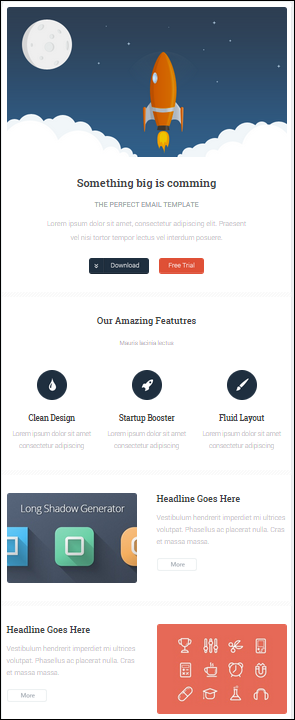 Something big is comming
THE PERFECT EMAIL TEMPLATE
Lorem ipsum dolor sit amet, consectetur adipiscing elit. Praesent
vel nisi tortor tempor lectus vel interdum posuere.
Download
Free Trial
Our Amazing Featutres
Mauris lacinia lectus
Clean Design
Lorem ipsum dolor sit amet
consectetur adipiscing
Startup Booster
Lorem ipsum dolor sit amet
consectetur adipiscing
Fluid Layout
Lorem ipsum dolor sit amet
consectetur adipiscing
Long Shadow Generator
Headline Goes Here
Vestibulum hendrerit imperdiet mi ultrices
volutpat. Phasellus ac placerat nulla. Cras
et massa massa.
More
Headline Goes Here
Vestibulum hendrerit imperdiet mi ultrices
volutpat. Phasellus ac placerat nulla. Cras
et massa massa.
More